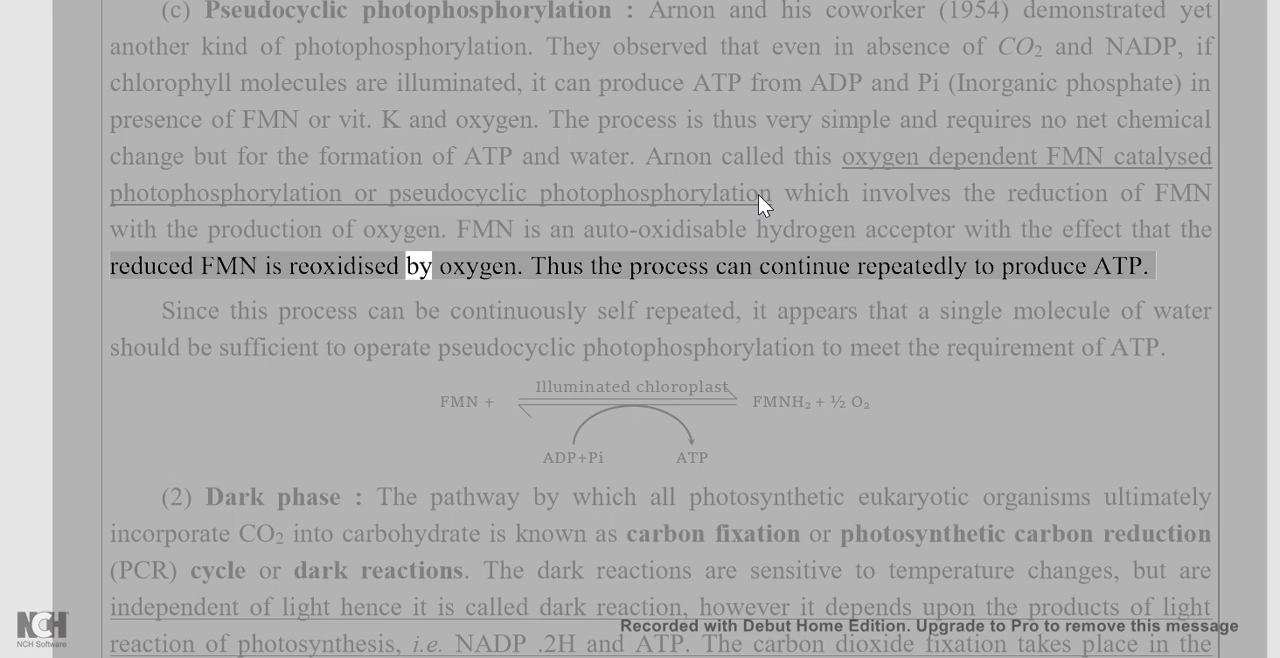 (c) Pseudocyclic photophosphorylation : Arnon and his coworker (1954) demonstrated yet
another kind of photophosphorylation. They observed that even in absence of CO₂ and NADP, if
chlorophyll molecules are illuminated, it can produce ATP from ADP and Pi (Inorganic phosphate) in
presence of FMN or vit. K and oxygen. The process is thus very simple and requires no net chemical
change but for the formation of ATP and water. Arnon called this oxygen dependent FMN catalysed
photophosphorylation or pseudocyclic photophosphorylation which involves the reduction of FMN
with the production of oxygen. FMN is an auto-oxidisable hydrogen acceptor with the effect that the
reduced FMN is reoxidised by oxygen. Thus the process can continue repeatedly to produce ATP.
Since this process can be continuously self repeated, it appears that a single molecule of water
should be sufficient to operate pseudocyclic photophosphorylation to meet the requirement of ATP.
Illuminated chloroplast
FMN + FMNH₂ + ½ O₂
ADP+Pi ATP
(2) Dark phase : The pathway by which all photosynthetic eukaryotic organisms ultimately
incorporate CO₂ into carbohydrate is known as carbon fixation or photosynthetic carbon reduction
(PCR) cycle or dark reactions. The dark reactions are sensitive to temperature changes, but are
independent of light hence it is called dark reaction, however it depends upon the products of light
reaction of photosynthesis, i.e. NADP .2H and ATP. The carbon dioxide fixation takes place in the
Recorded with Debut Home Edition. Upgrade to Pro to remove this message
NCH
NCH Software